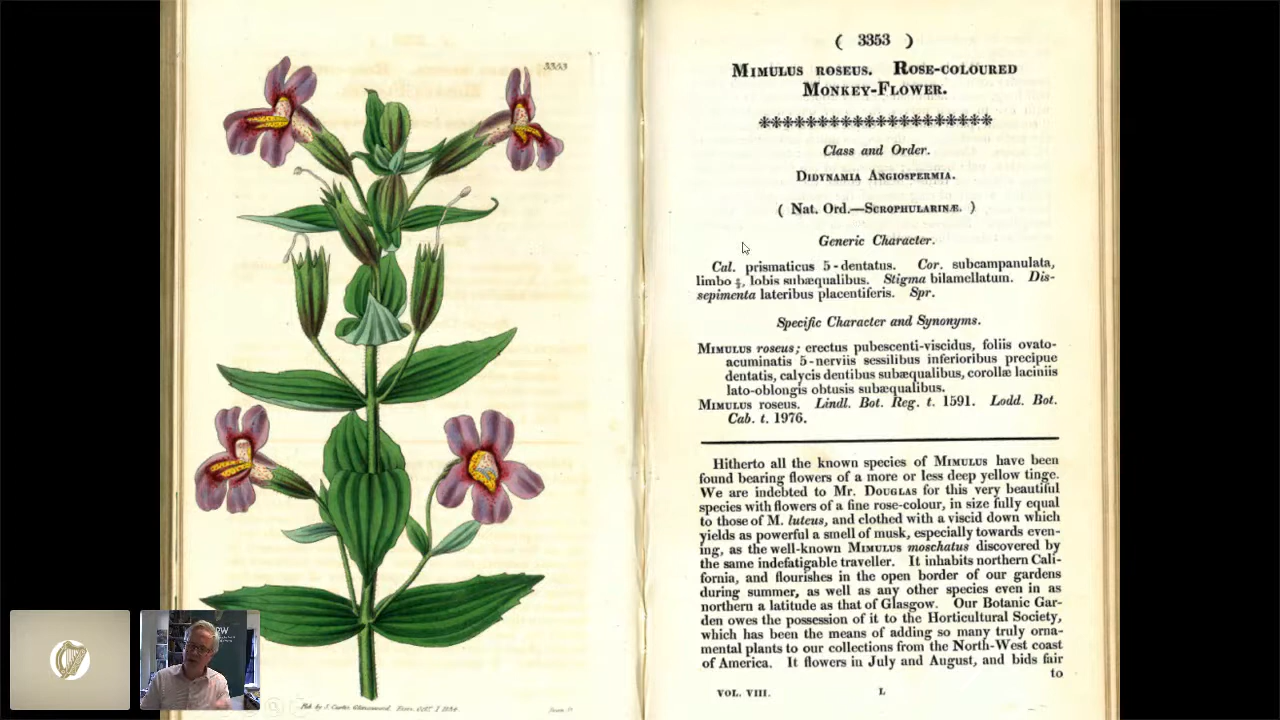 3353
( 3353 )
MIMULUS ROSEUS. ROSE-COLOURED
MONKEY-FLOWER.
********************
Class and Order.
DIDYNAMIA ANGIOSPERMIA.
( Nat. Ord.—SCROPHULARINÆ. )
Generic Character.
Cal. prismaticus 5-dentatus. Cor. subcampanulata,
limbo, lobis subæqualibus. Stigma bilamellatum. Dis-
sepimenta lateribus placentiferis. Spr.
Specific Character and Synonyms.
MIMULUS roseus; erectus pubescenti-viscidus, foliis ovato-
acuminatis 5-nerviis sessilibus inferioribus precipue
dentatis, calycis dentibus subæqualibus, corollæ laciniis
lato-oblongis obtusis subæqualibus.
MIMULUS roseus. Lindl. Bot. Reg. t. 1591. Lodd. Bot.
Cab. t. 1976.
Hitherto all the known species of MIMULUS have been
found bearing flowers of a more or less deep yellow tinge.
We are indebted to Mr. DOUGLAS for this very beautiful
species with flowers of a fine rose-colour, in size fully equal
to those of M. luteus, and clothed with a viscid down which
yields as powerful a smell of musk, especially towards even-
ing, as the well-known MIMULUS moschatus discovered by
the same indefatigable traveller. It inhabits northern Cali-
fornia, and flourishes in the open border of our gardens
during summer, as well as any other species even in as
northern a latitude as that of Glasgow. Our Botanic Gar-
den owes the possession of it to the Horticultural Society,
which has been the means of adding so many truly orna-
mental plants to our collections from the North-West coast
of America. It flowers in July and August, and bids fair
to
VOL. VIII. L
Pub by S. Curtis Glazenwood. Essex. Oct. 1 1834.